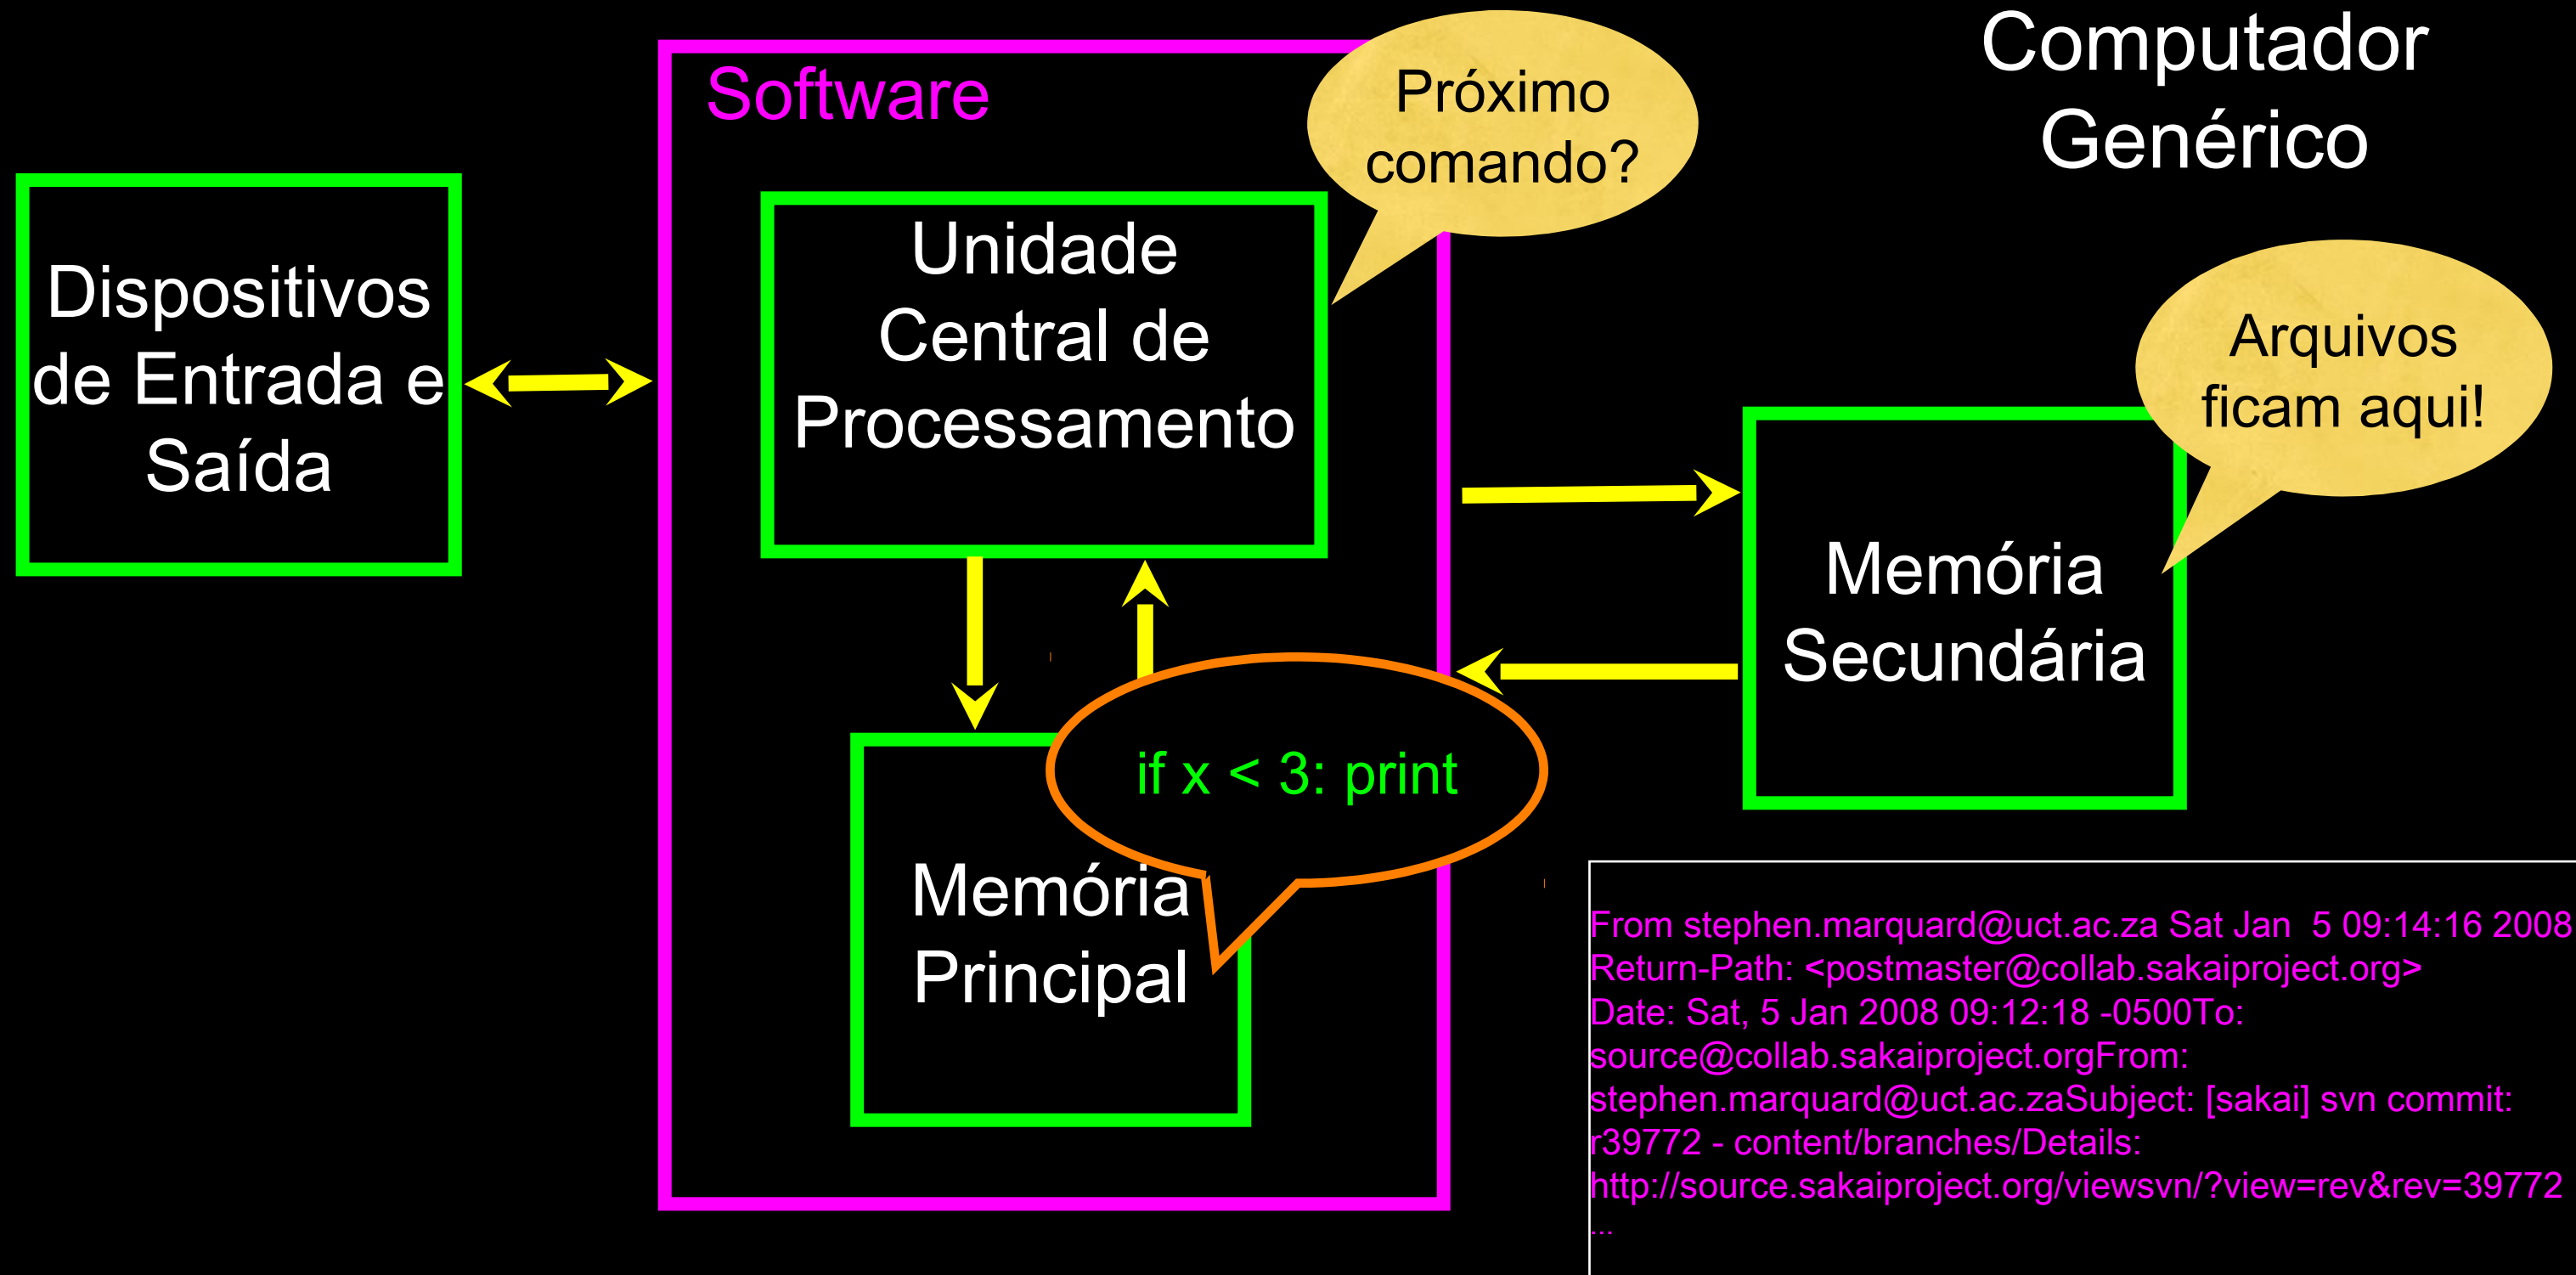 Computador
Genérico
Software
Próximo
comando?
Dispositivos
de Entrada e
Saída
Unidade
Central de
Processamento
Arquivos
ficam aqui!
Memória
Secundária
if x < 3: print
Memória
Principal
From stephen.marquard@uct.ac.za Sat Jan  5 09:14:16 2008
Return-Path: <postmaster@collab.sakaiproject.org>
Date: Sat, 5 Jan 2008 09:12:18 -0500To:
source@collab.sakaiproject.orgFrom:
stephen.marquard@uct.ac.zaSubject: [sakai] svn commit:
r39772 - content/branches/Details:
http://source.sakaiproject.org/viewsvn/?view=rev&rev=39772
...